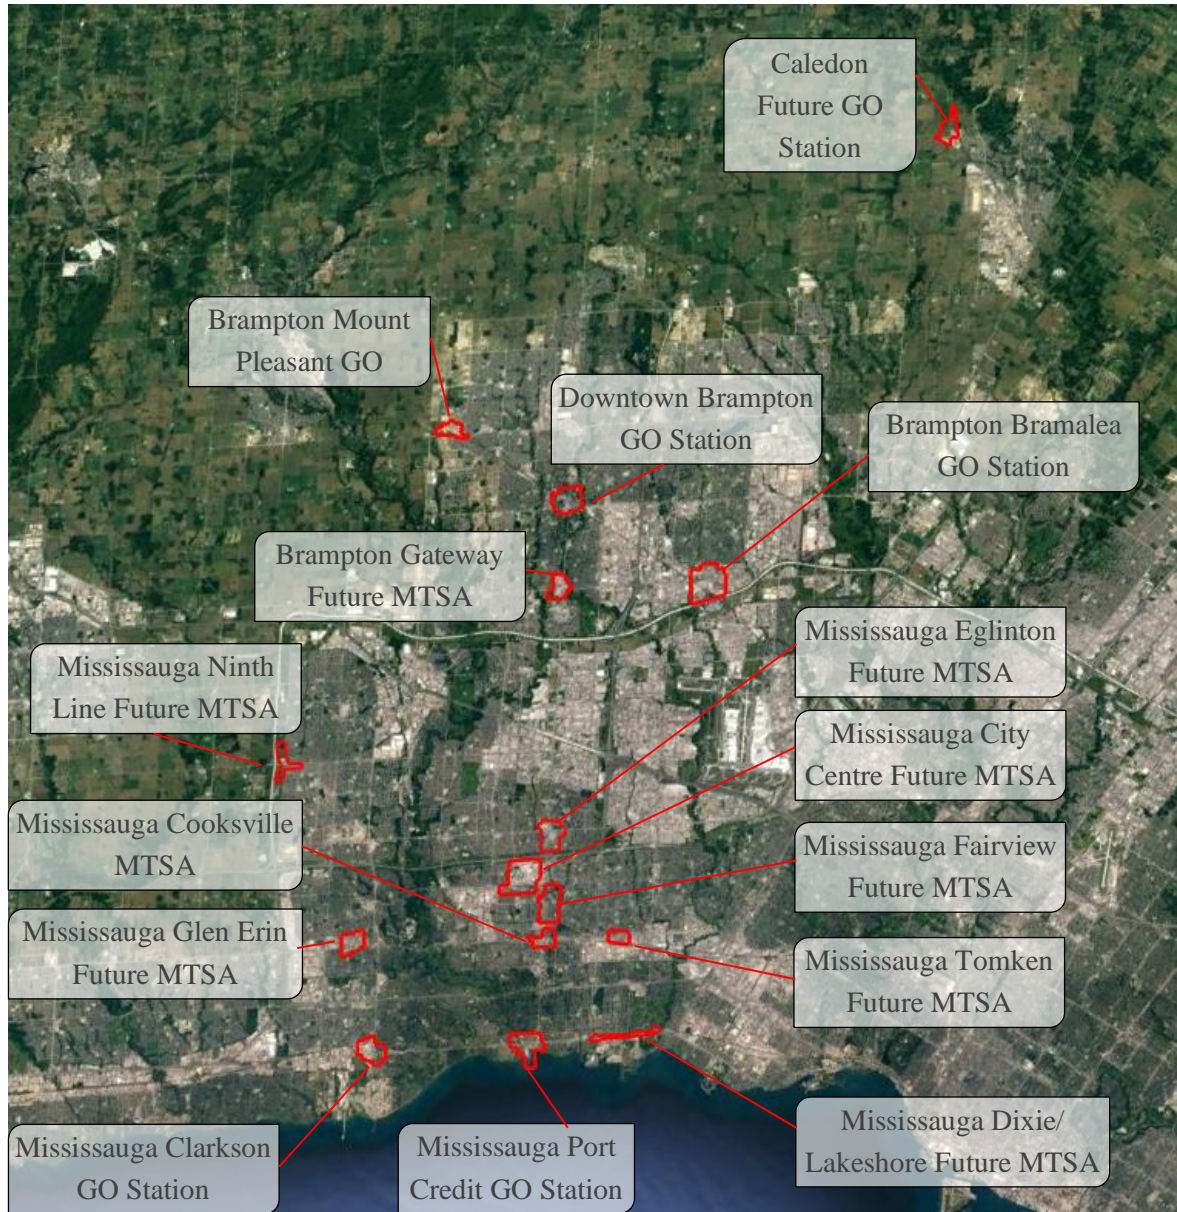 Caledon
Future GO
Station
Brampton Mount
Pleasant GO
Downtown Brampton
GO Station
Brampton Bramalea
GO Station
Brampton Gateway
Future MTSA
Mississauga Eglinton
Future MTSA
Mississauga Ninth
Line Future MTSA
Mississauga City
Centre Future MTSA
Mississauga Cooksville
MTSA
Mississauga Fairview
Future MTSA
Mississauga Glen Erin
Future MTSA
Mississauga Tomken
Future MTSA
Mississauga Clarkson
GO Station
Mississauga Port
Credit GO Station
Mississauga Dixie/
Lakeshore Future MTSA